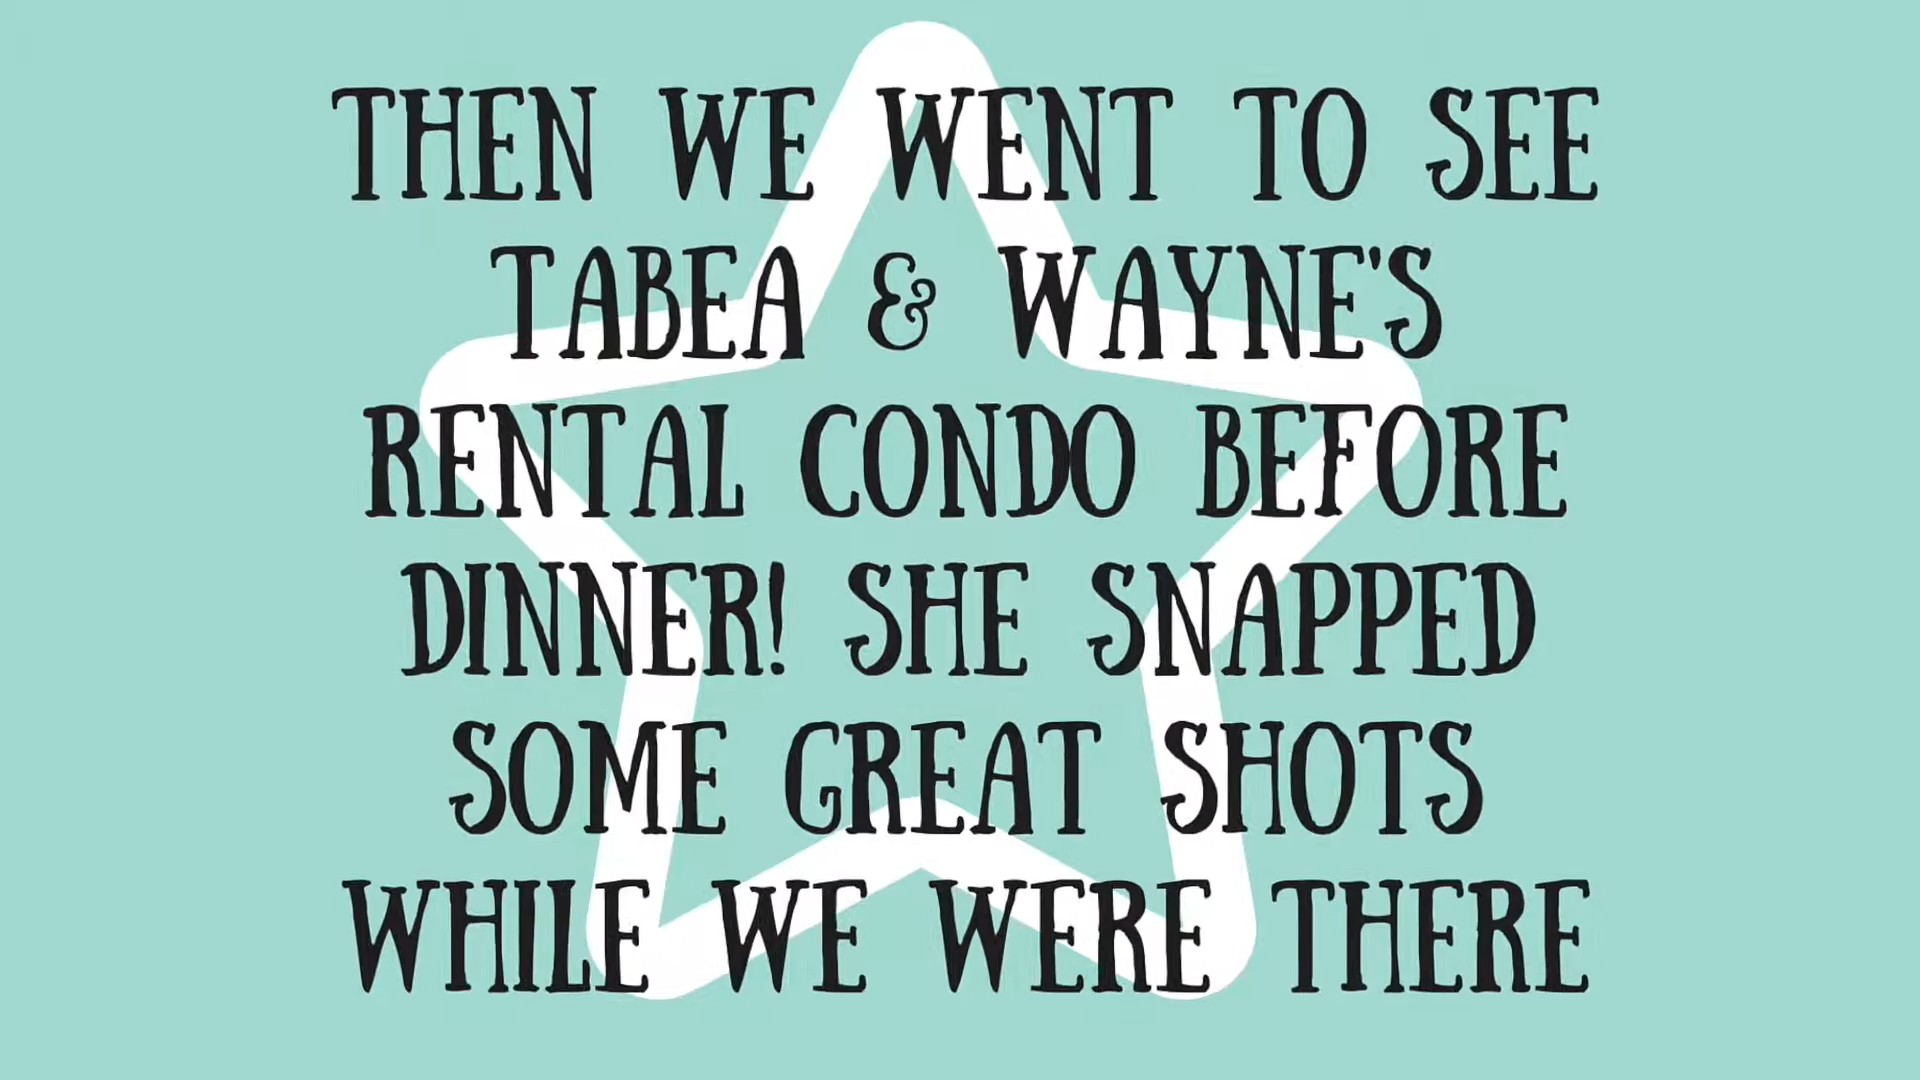 THEN WE WENT TO SEE
TABEA & WAYNE'S
RENTAL CONDO BEFORE
DINNER! SHE SNAPPED
SOME GREAT SHOTS
WHILE WE WERE THERE